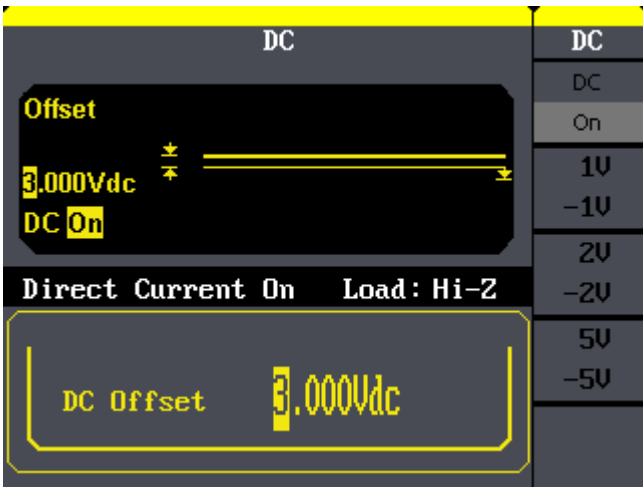 DC
Offset
3.000Vdc
DC On
Direct Current On Load: Hi-Z
DC Offset 3.000Vdc
DC
DC
On
1V
-1V
2V
-2V
5V
-5V